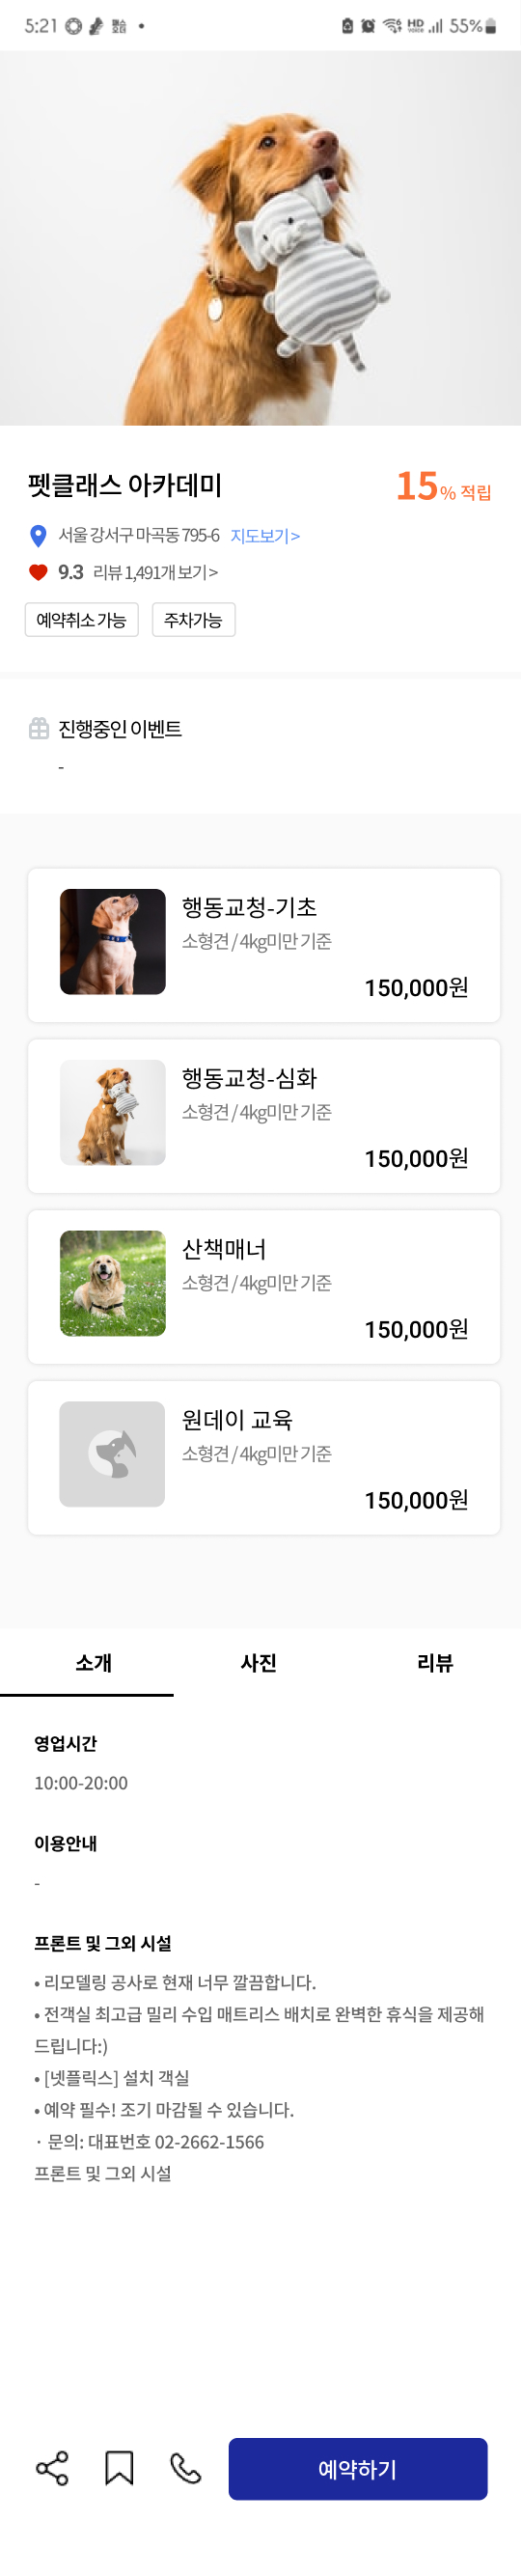 5:21
HD
VOICE
55%
펫클래스 아카데미
15% 적립
서울 강서구 마곡동 795-6 지도보기 >
9.3 리뷰 1,491개 보기 >
예약취소 가능 주차가능
진행중인 이벤트
-
행동교청-기초
소형견 / 4kg미만 기준
150,000원
행동교청-심화
소형견 / 4kg미만 기준
150,000원
산책매너
소형견 / 4kg미만 기준
150,000원
원데이 교육
소형견 / 4kg미만 기준
150,000원
소개 사진 리뷰
영업시간
10:00-20:00
이용안내
-
프론트 및 그외 시설
• 리모델링 공사로 현재 너무 깔끔합니다.
• 전객실 최고급 밀리 수입 매트리스 배치로 완벽한 휴식을 제공해
드립니다:)
• [넷플릭스] 설치 객실
• 예약 필수! 조기 마감될 수 있습니다.
· 문의: 대표번호 02-2662-1566
프론트 및 그외 시설
예약하기